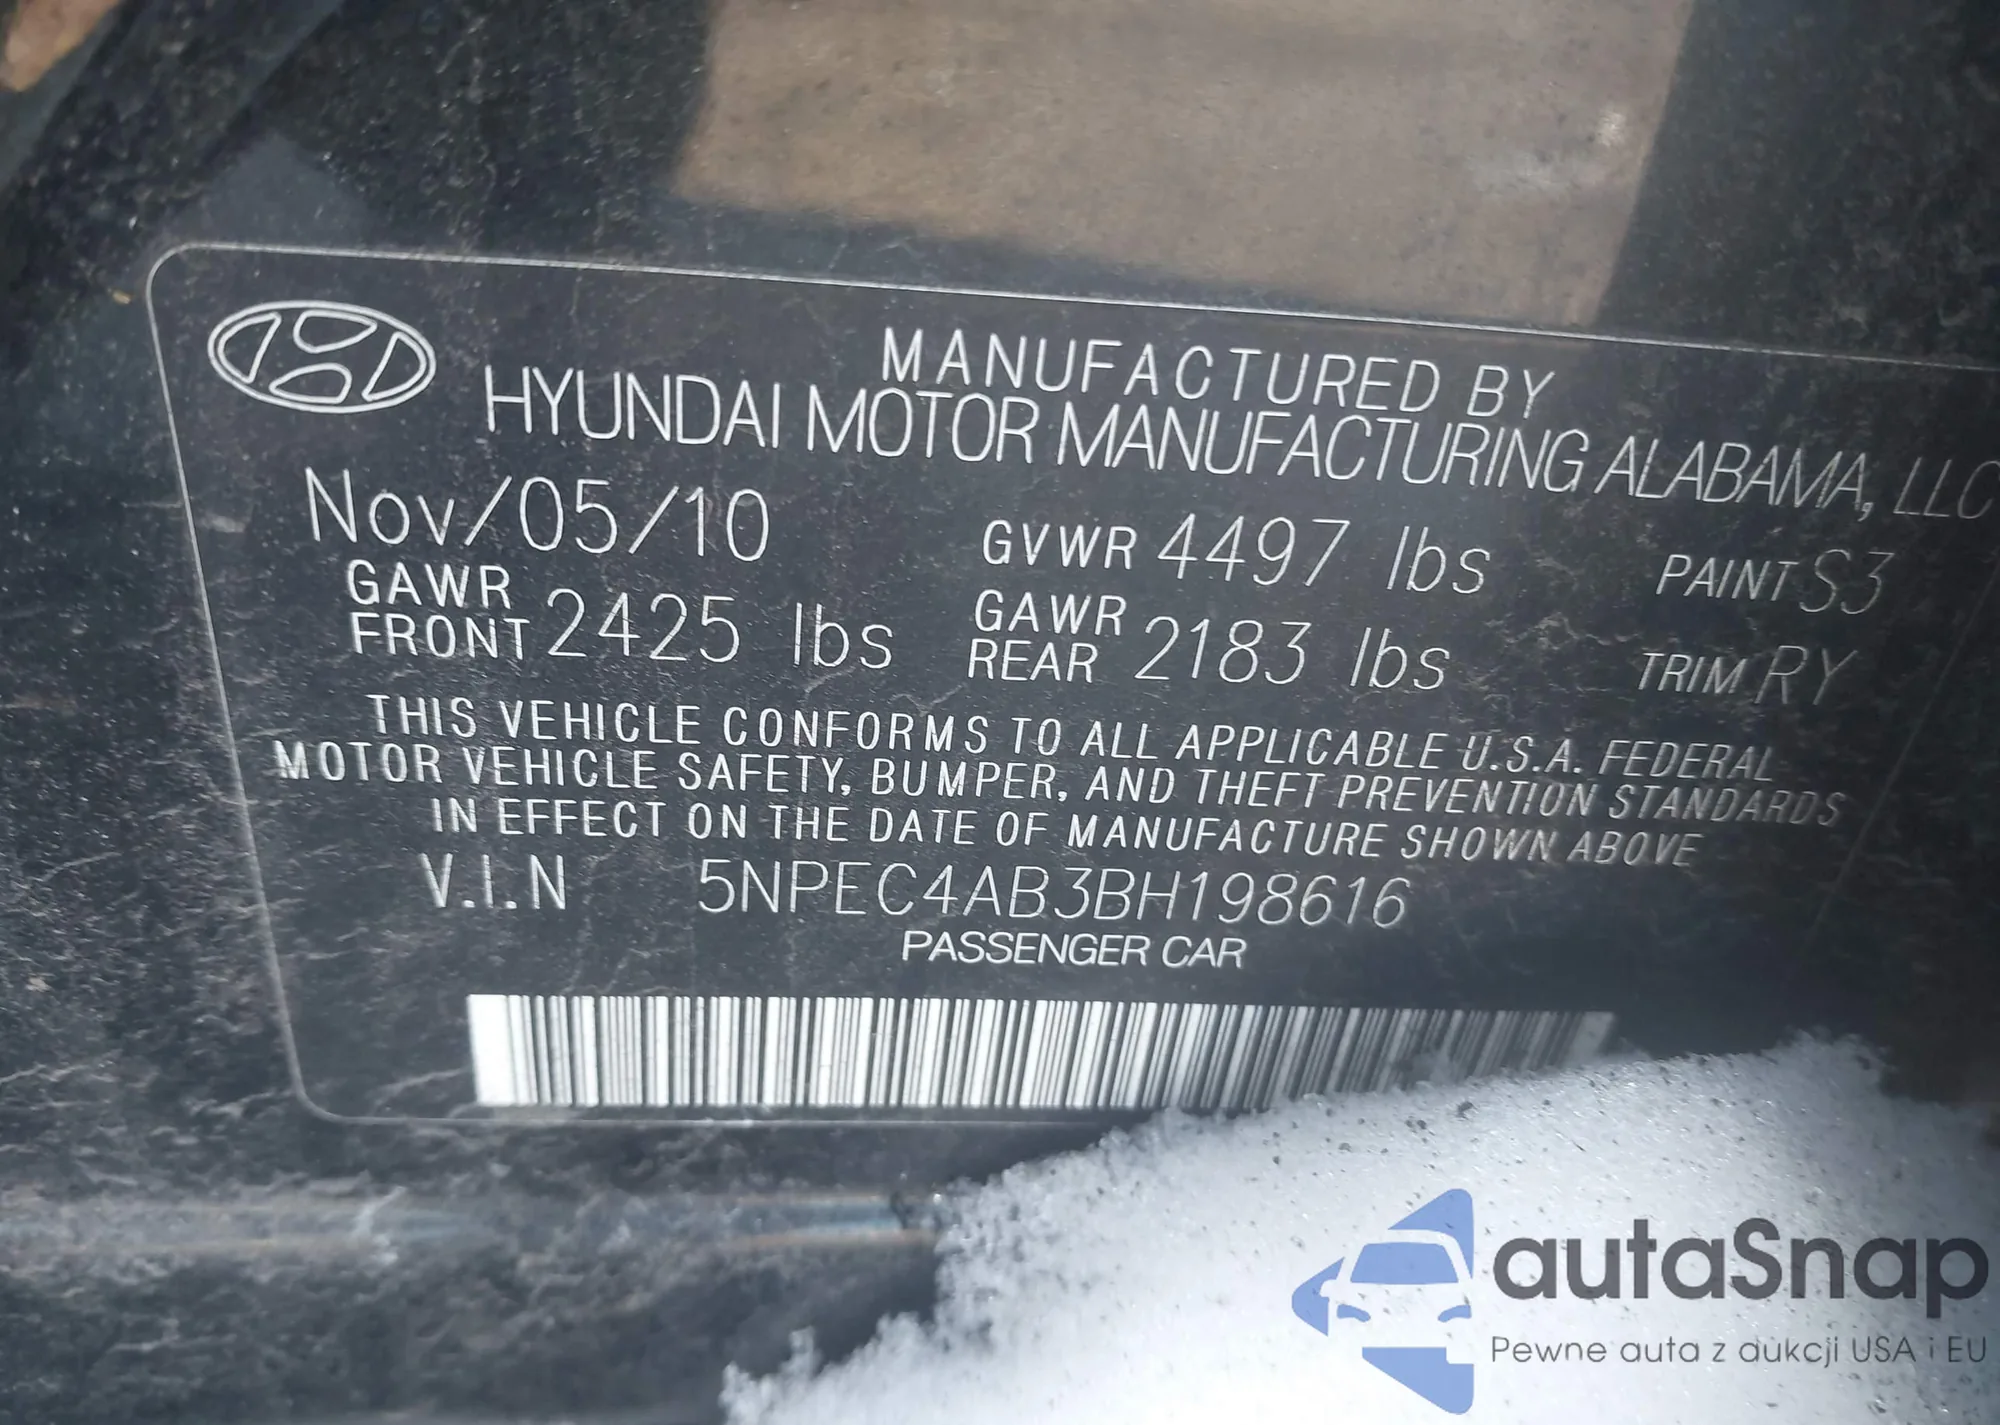 MANUFACTURED BY
HYUNDAI MOTOR MANUFACTURING ALABAMA, LLC
Nov/05/10 GVWR 4497 lbs PAINT S3
GAWR FRONT 2425 lbs GAWR REAR 2183 lbs TRIM RY
THIS VEHICLE CONFORMS TO ALL APPLICABLE U.S.A. FEDERAL
MOTOR VEHICLE SAFETY, BUMPER, AND THEFT PREVENTION STANDARDS
IN EFFECT ON THE DATE OF MANUFACTURE SHOWN ABOVE
V.I.N 5NPEC4AB3BH198616
PASSENGER CAR
autaSnap
Pewne auta z aukcji USA i EU